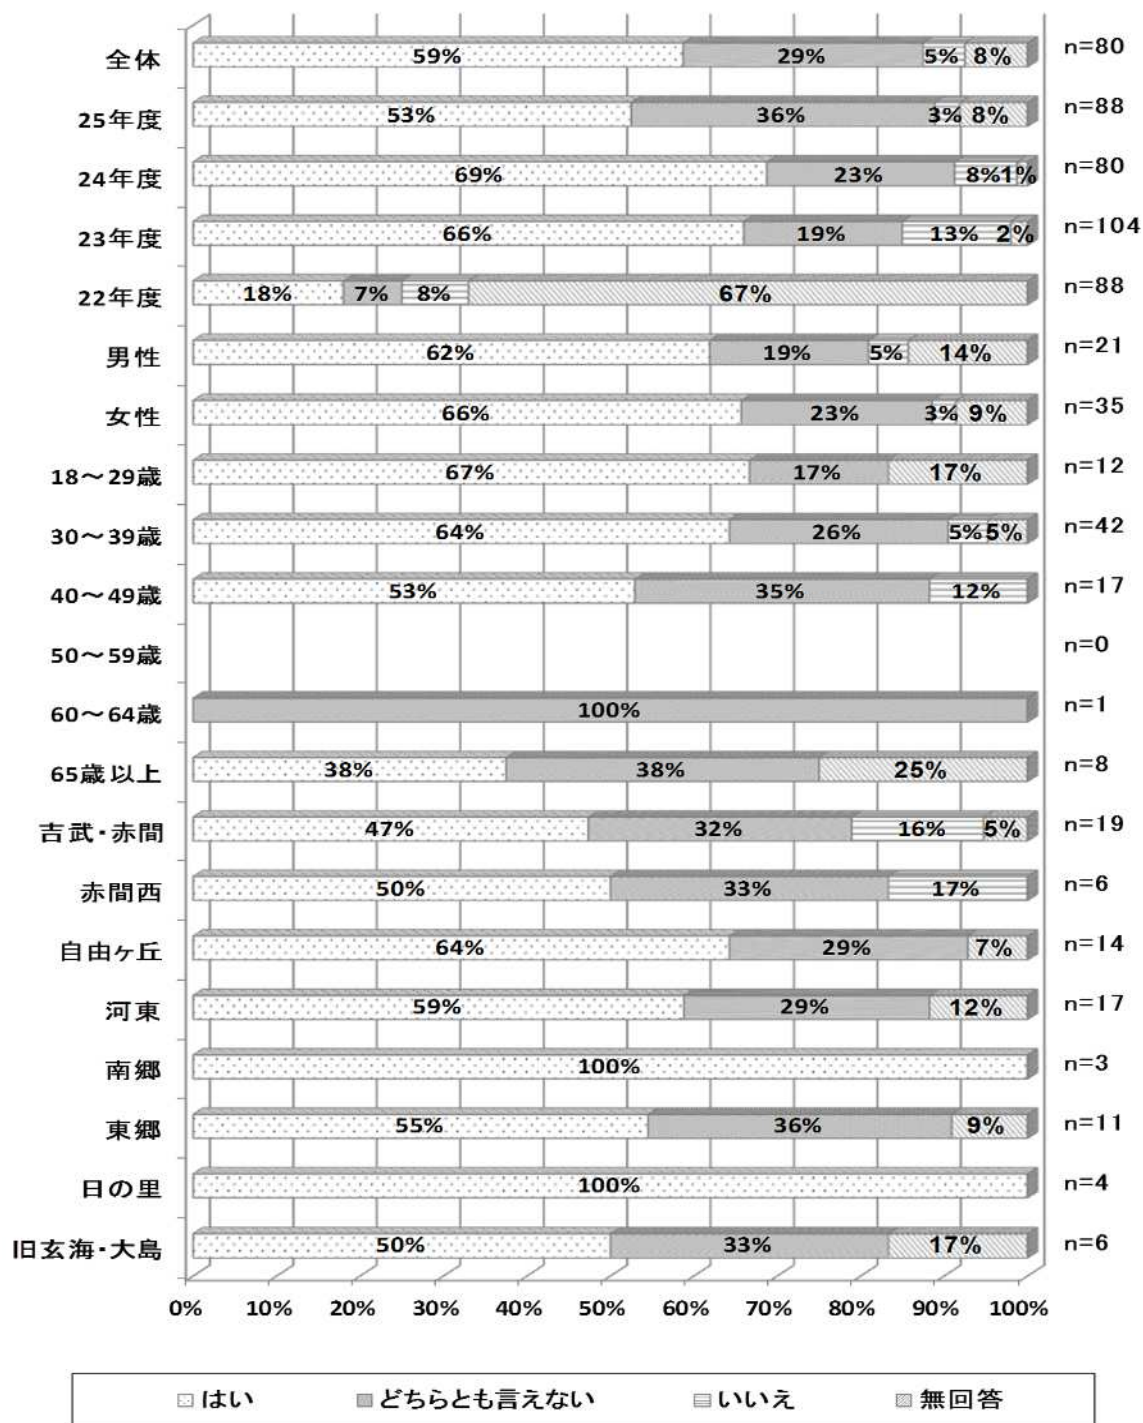 全体 59% 29% 5% 8% n=80
25年度 53% 36% 3% 8% n=88
24年度 69% 23% 8% 1% n=80
23年度 66% 19% 13% 2% n=104
22年度 18% 7% 8% 67% n=88
男性 62% 19% 5% 14% n=21
女性 66% 23% 3% 9% n=35
18〜29歳 67% 17% 17% n=12
30〜39歳 64% 26% 5% 5% n=42
40〜49歳 53% 35% 12% n=17
50〜59歳 n=0
60〜64歳 100% n=1
65歳以上 38% 38% 25% n=8
吉武・赤間 47% 32% 16% 5% n=19
赤間西 50% 33% 17% n=6
自由ヶ丘 64% 29% 7% n=14
河東 59% 29% 12% n=17
南郷 100% n=3
東郷 55% 36% 9% n=11
日の里 100% n=4
旧玄海・大島 50% 33% 17% n=6
0% 10% 20% 30% 40% 50% 60% 70% 80% 90% 100%
はい どちらとも言えない いいえ 無回答